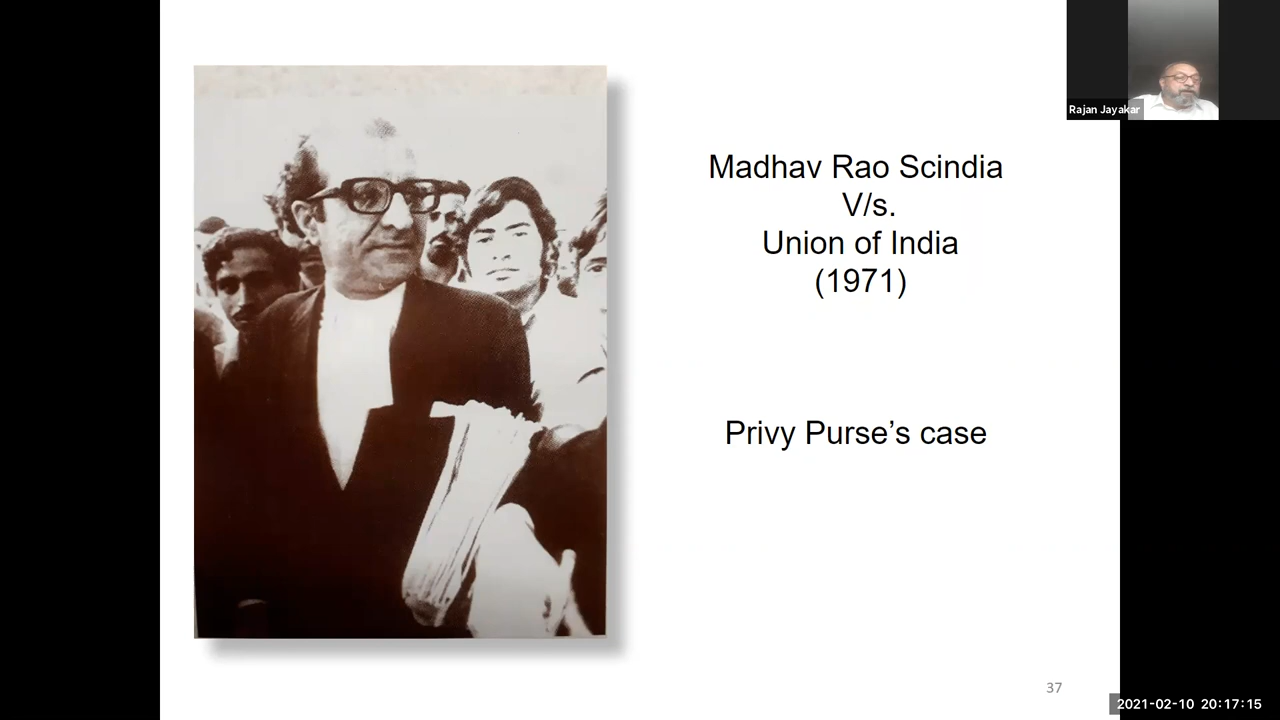 Rajan Jayakar
Madhav Rao Scindia
V/s.
Union of India
(1971)
Privy Purse’s case
37
2021-02-10 20:17:15